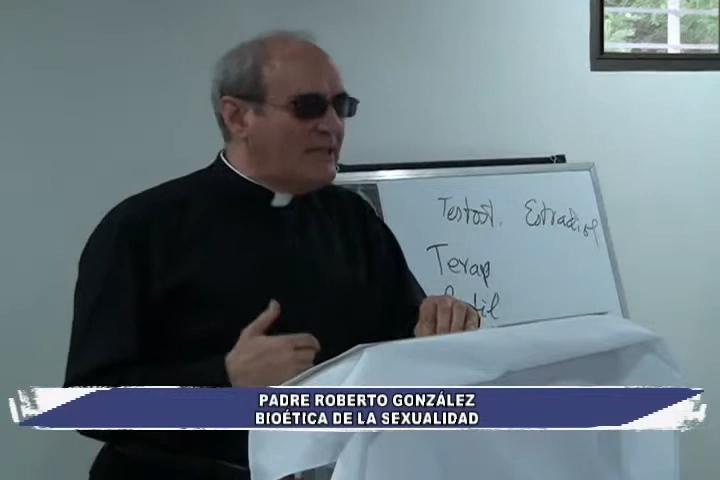 Testost. Estradiol
Terap
PADRE ROBERTO GONZÁLEZ
BIOÉTICA DE LA SEXUALIDAD